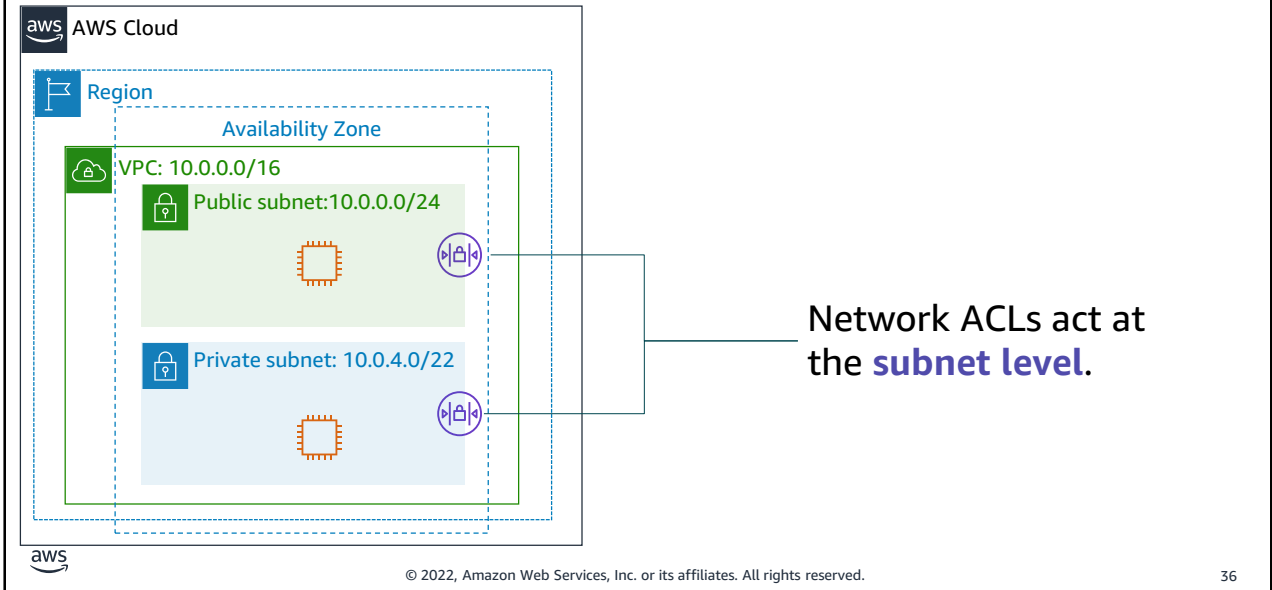 aws AWS Cloud
Region
Availability Zone
VPC: 10.0.0.0/16
Public subnet:10.0.0.0/24
Private subnet: 10.0.4.0/22
Network ACLs act at
the subnet level.
aws
© 2022, Amazon Web Services, Inc. or its affiliates. All rights reserved.
36